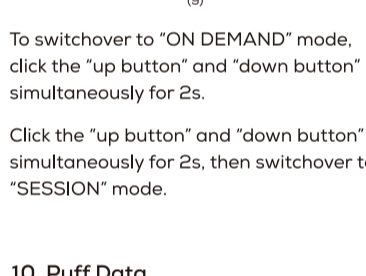 (9)
To switchover to “ON DEMAND” mode,
click the “up button” and “down button”
simultaneously for 2s.
Click the “up button” and “down button”
simultaneously for 2s, then switchover
“SESSION” mode.
10. Puff Data